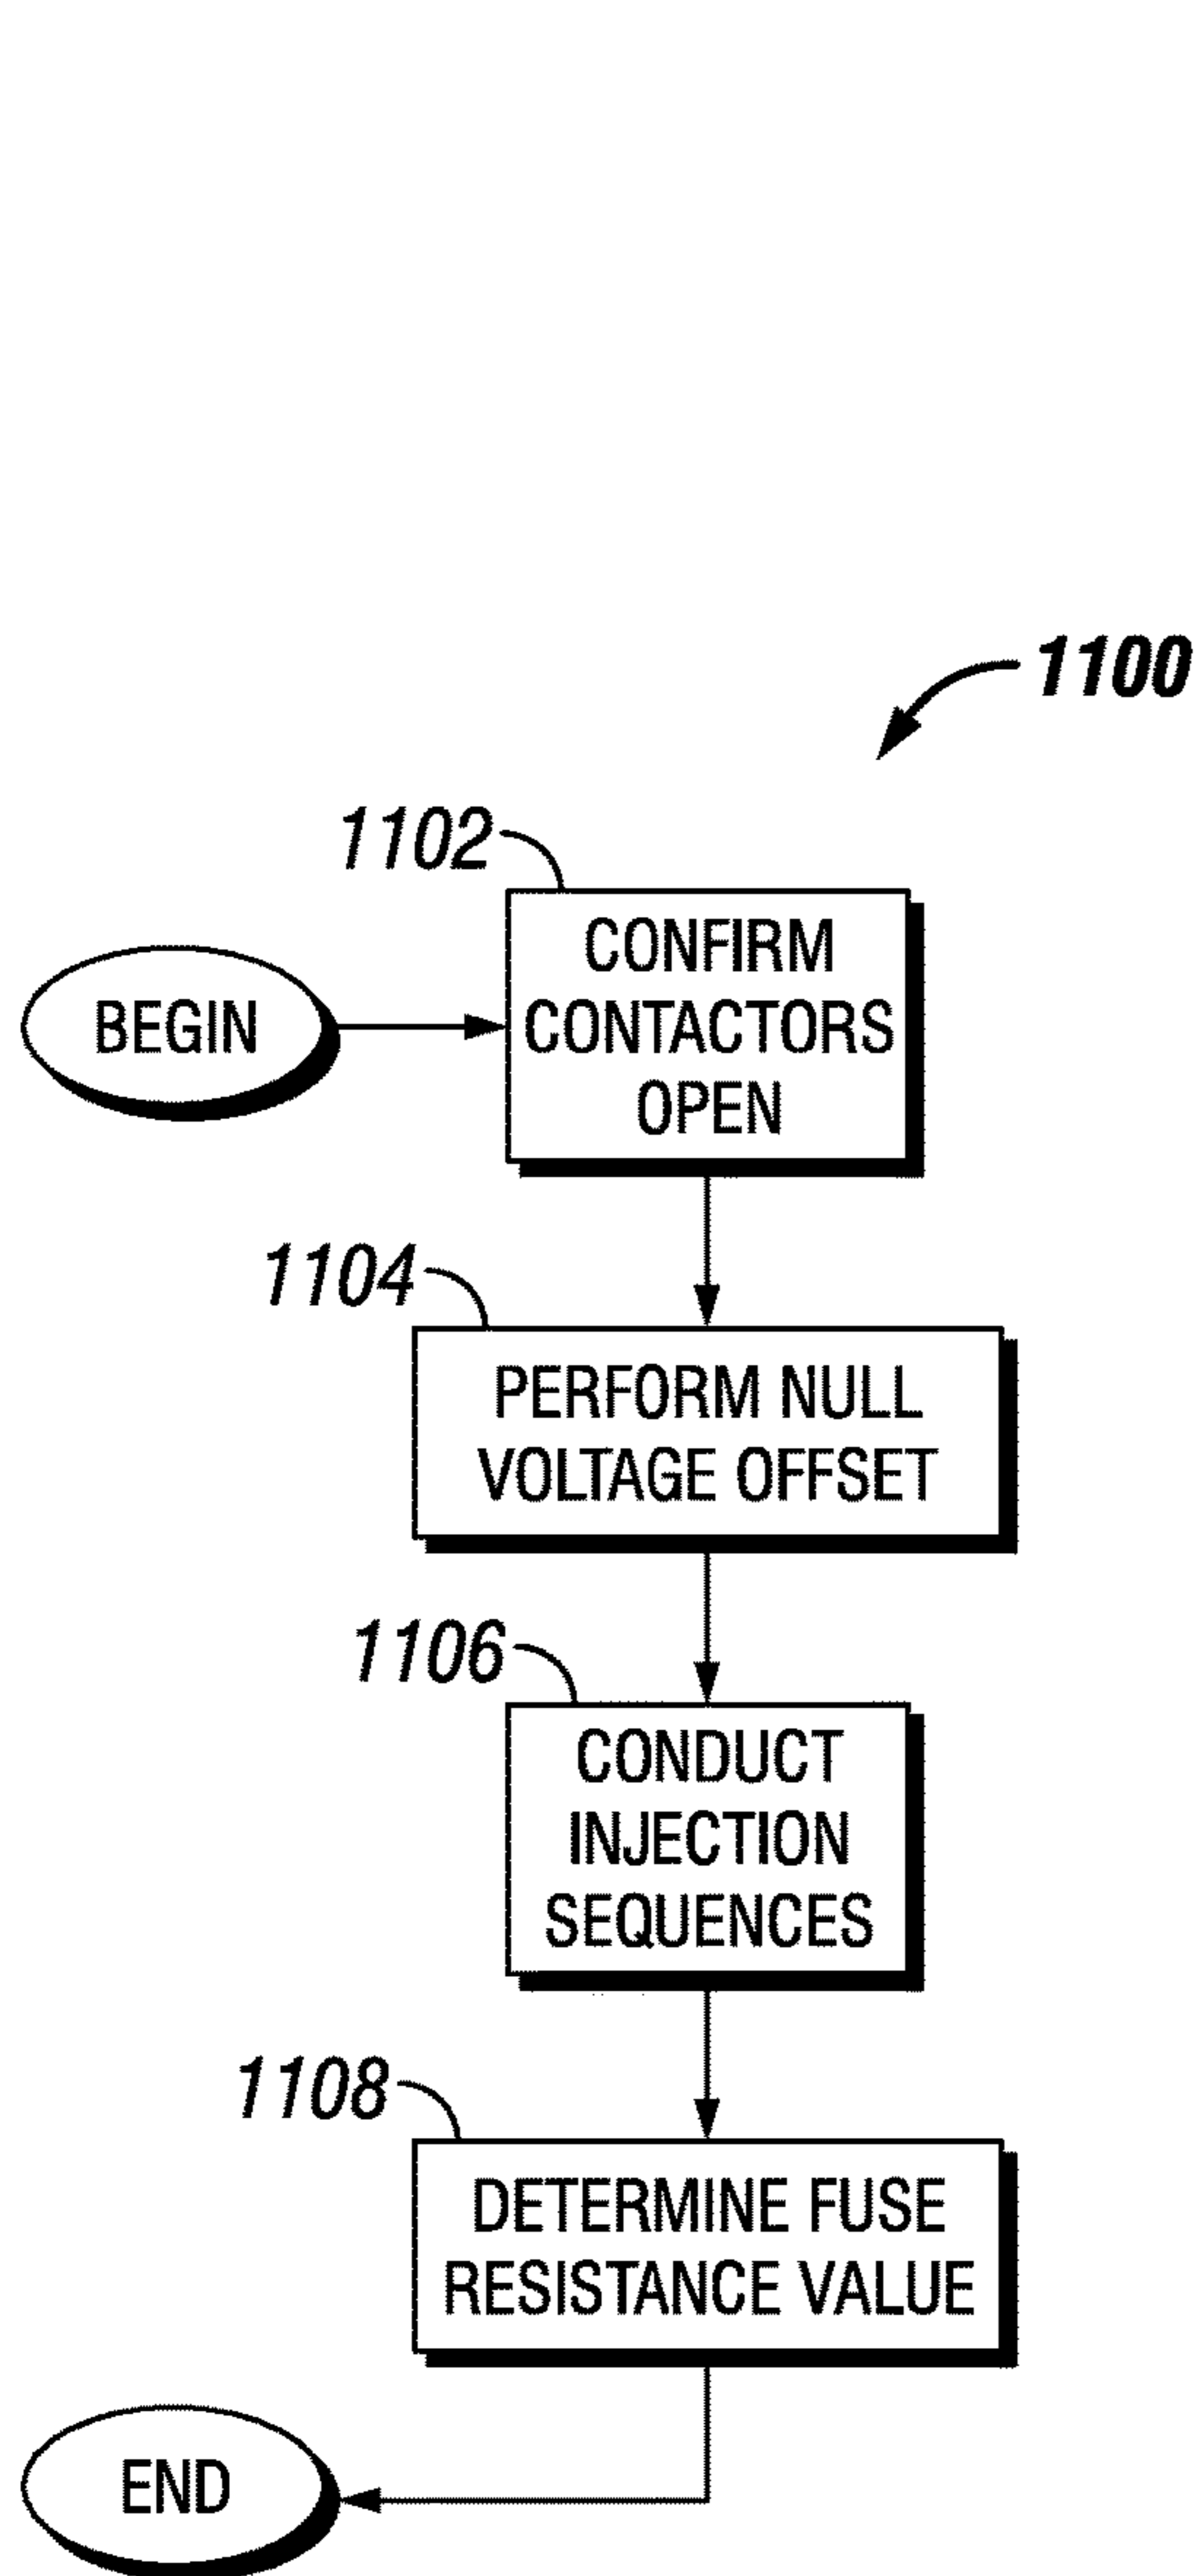 1100
1102
CONFIRM
CONTACTORS
OPEN
BEGIN
1104
PERFORM NULL
VOLTAGE OFFSET
1106
CONDUCT
INJECTION
SEQUENCES
1108
DETERMINE FUSE
RESISTANCE VALUE
END